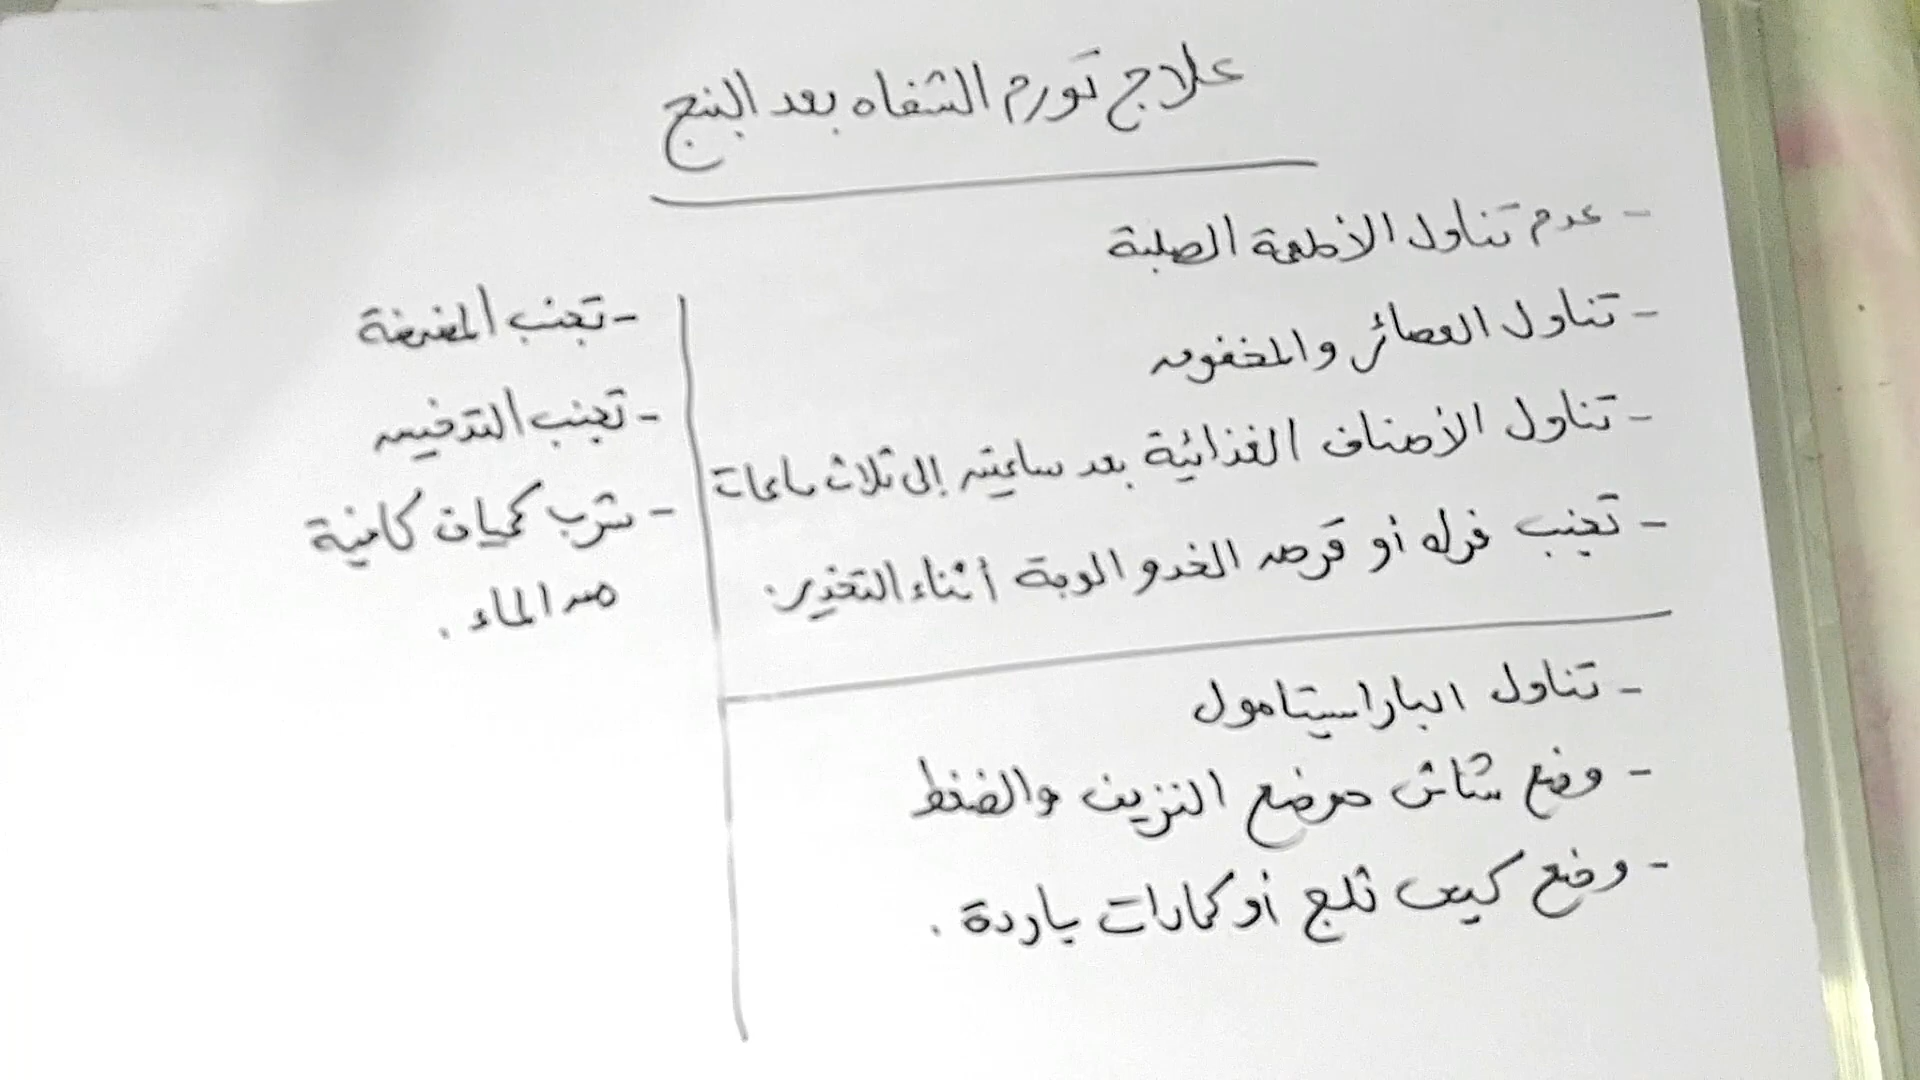 علاج تورم الشفاه بعد البنج
- عدم تناول الأطعمة الصلبة
- تناول العصائر والمخفوق
- تناول الأصناف الغذائية بعد ساعتين إلى ثلاث ساعات
- تجنب فرك أو قرص الخد والوبة أثناء التخدير.
- تناول الباراسيتامول
- وضع شاش موضع النزيف والضغط
- وضع كيس ثلج أو كمادات باردة.
- تجنب المضمضة
- تجنب التدخين
- شرب كميات كافية
من الماء.